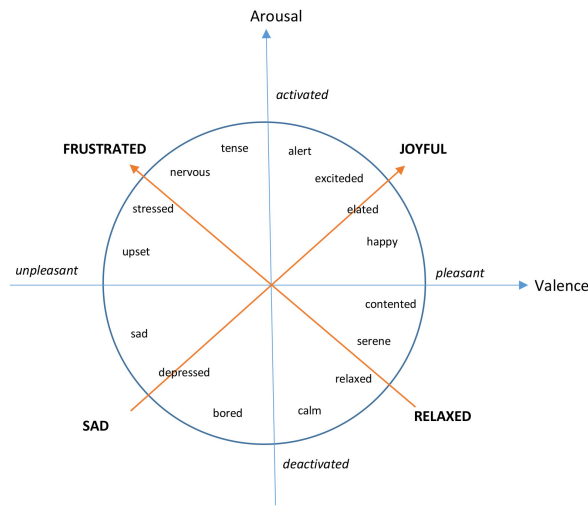 Arousal
activated
FRUSTRATED
tense
alert
JOYFUL
nervous
exciteded
stressed
elated
upset
happy
unpleasant
pleasant
Valence
contented
sad
serene
depressed
relaxed
bored
calm
SAD
RELAXED
deactivated